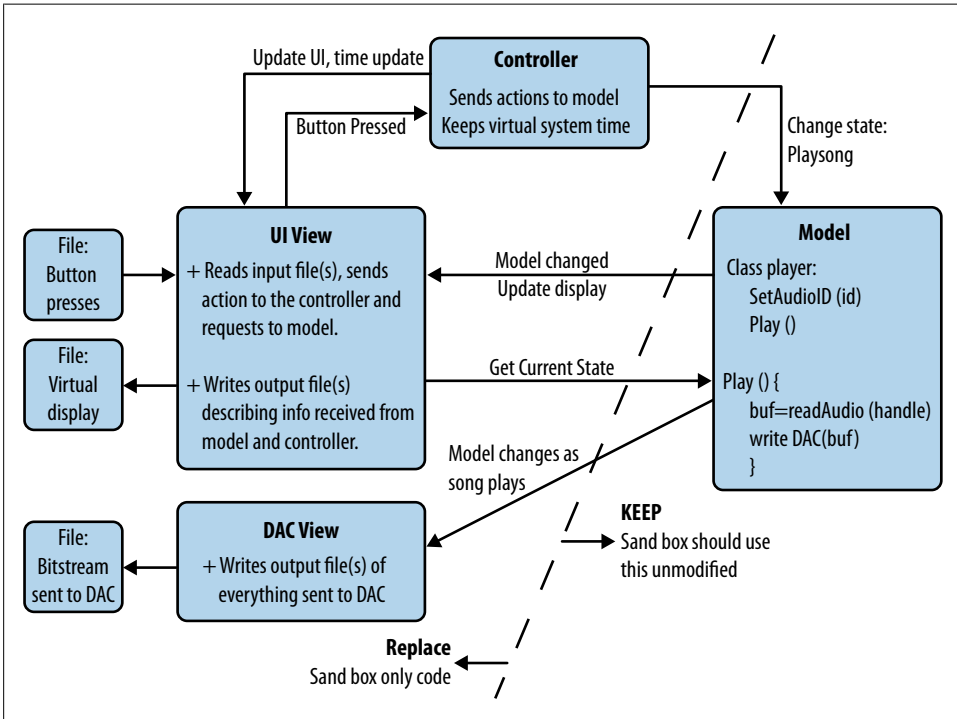 Update UI, time update
Controller
Sends actions to model
Keeps virtual system time
Button Pressed
Change state:
Playsong
File:
Button
presses
UI View
+ Reads input file(s), sends
action to the controller and
requests to model.
+ Writes output file(s)
describing info received from
model and controller.
File:
Virtual
display
Model changed
Update display
Get Current State
Model
Class player:
SetAudioID (id)
Play ()
Play () {
buf=readAudio (handle)
write DAC(buf)
}
Model changes as
song plays
File:
Bitstream
sent to DAC
DAC View
+ Writes output file(s) of
everything sent to DAC
KEEP
Sand box should use
this unmodified
Replace
Sand box only code